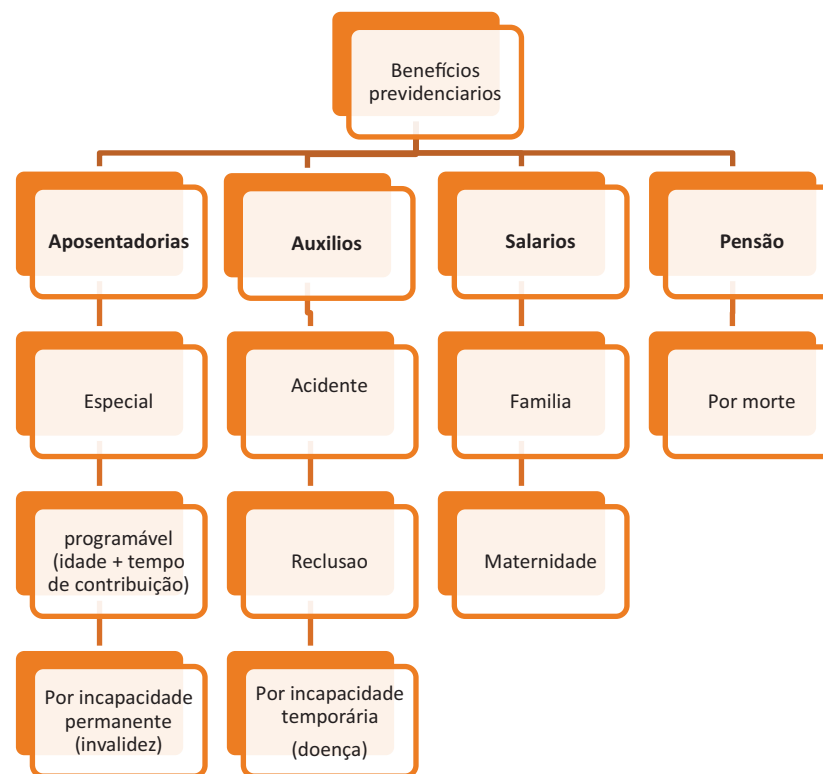 Benefícios
previdenciarios
Aposentadorias
Auxilios
Salarios
Pensão
Especial
Acidente
Familia
Por morte
programável
(idade + tempo
de contribuição)
Reclusao
Maternidade
Por incapacidade
permanente
(invalidez)
Por incapacidade
temporária
(doença)